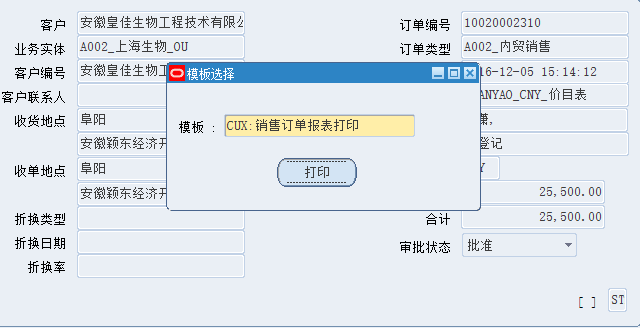 客户 安徽皇佳生物工程技术有限公 订单编号 10020002310
业务实体 A002_上海生物_OU 订单类型 A002_内贸销售
客户编号 安徽皇佳生物工 16-12-05 15:14:12
模板选择
客户联系人 ANYAO_CNY_价目表
收货地点 阜阳
模板 : CUX:销售订单报表打印
安徽颍东经济开 登记
收单地点 阜阳 Y
打印
安徽颍东经济开 25,500.00
折换类型 合计 25,500.00
折换日期 审批状态 批准
折换率
[ ] ST